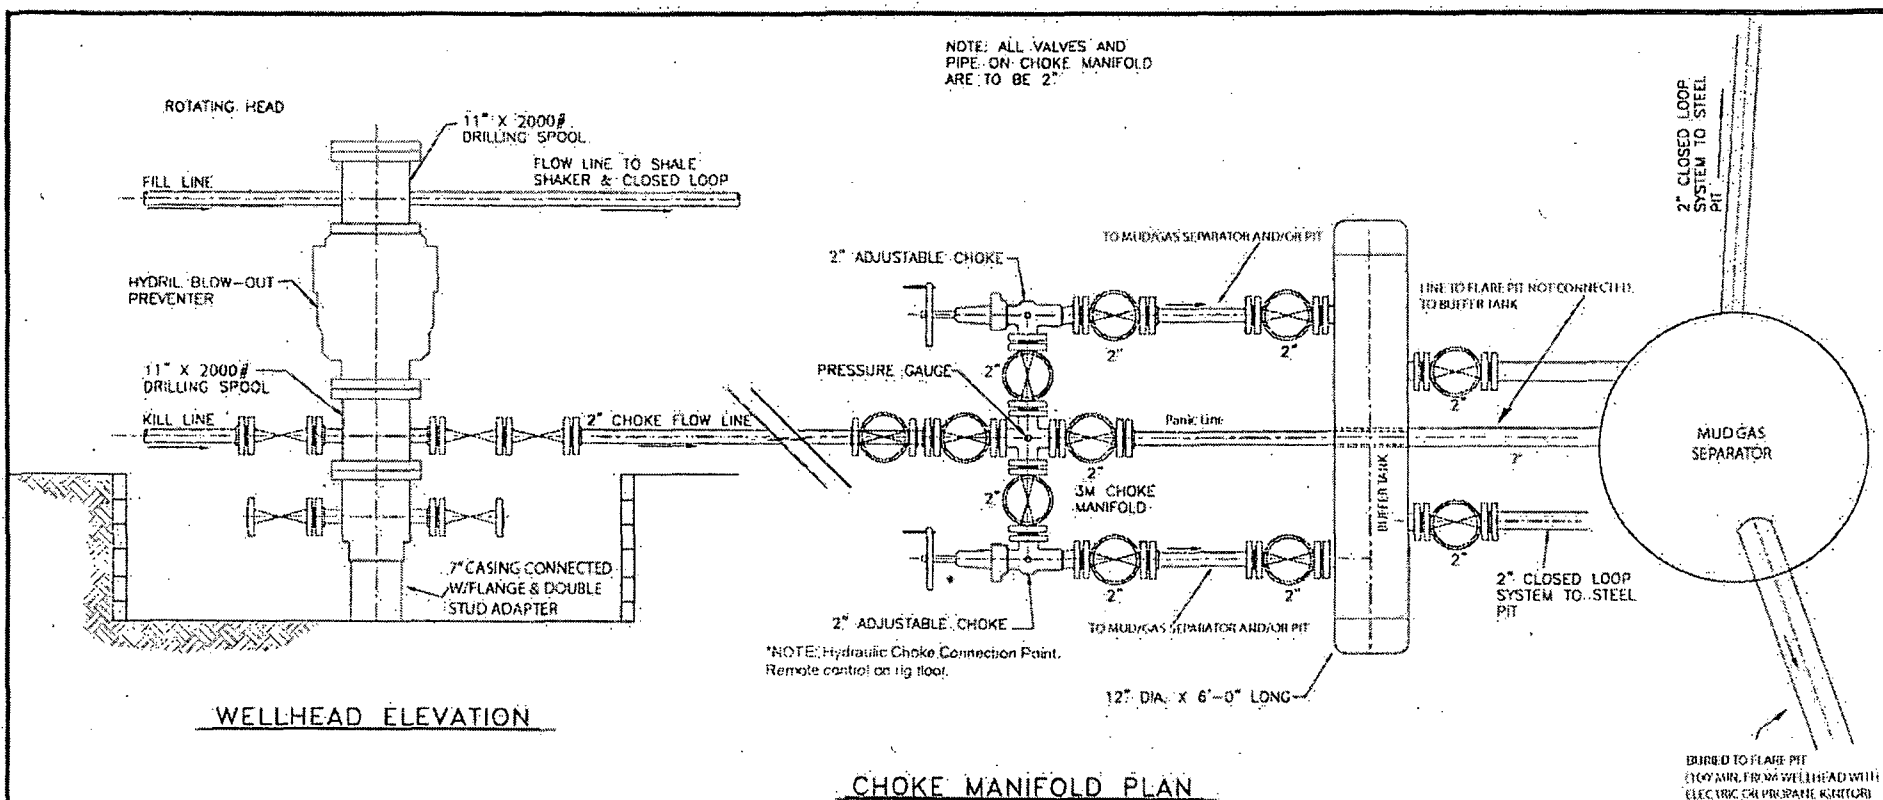 NOTE: ALL VALVES AND
PIPE ON CHOKE MANIFOLD
ARE TO BE 2"
ROTATING HEAD
11" X 2000#
DRILLING SPOOL
FILL LINE
FLOW LINE TO SHALE
SHAKER & CLOSED LOOP
HYDRIL BLOW-OUT
PREVENTER
11" X 2000#
DRILLING SPOOL
KILL LINE
2" CHOKE FLOW LINE
7" CASING CONNECTED
W/FLANGE & DOUBLE
STUD ADAPTER
WELLHEAD ELEVATION
2" ADJUSTABLE CHOKE
TO MUD/GAS SEPARATOR AND/OR PIT
2"
2"
2"
PRESSURE GAUGE
Panic Line
2"
2"
3M CHOKE
MANIFOLD
2"
2"
2" ADJUSTABLE CHOKE
TO MUD/GAS SEPARATOR AND/OR PIT
*NOTE: Hydraulic Choke Connection Point.
Remote control on rig floor.
BUFFER TANK
12" DIA. X 6'-0" LONG
LINE TO FLARE PIT NOT CONNECTED
TO BUFFER TANK
2"
2"
2"
2" CLOSED LOOP
SYSTEM TO STEEL
PIT
2" CLOSED LOOP
SYSTEM TO STEEL
PIT
MUD GAS
SEPARATOR
BURIED TO FLARE PIT
(100' MIN. FROM WELLHEAD WITH
ELECTRIC OR PROPANE IGNITOR)
CHOKE MANIFOLD PLAN